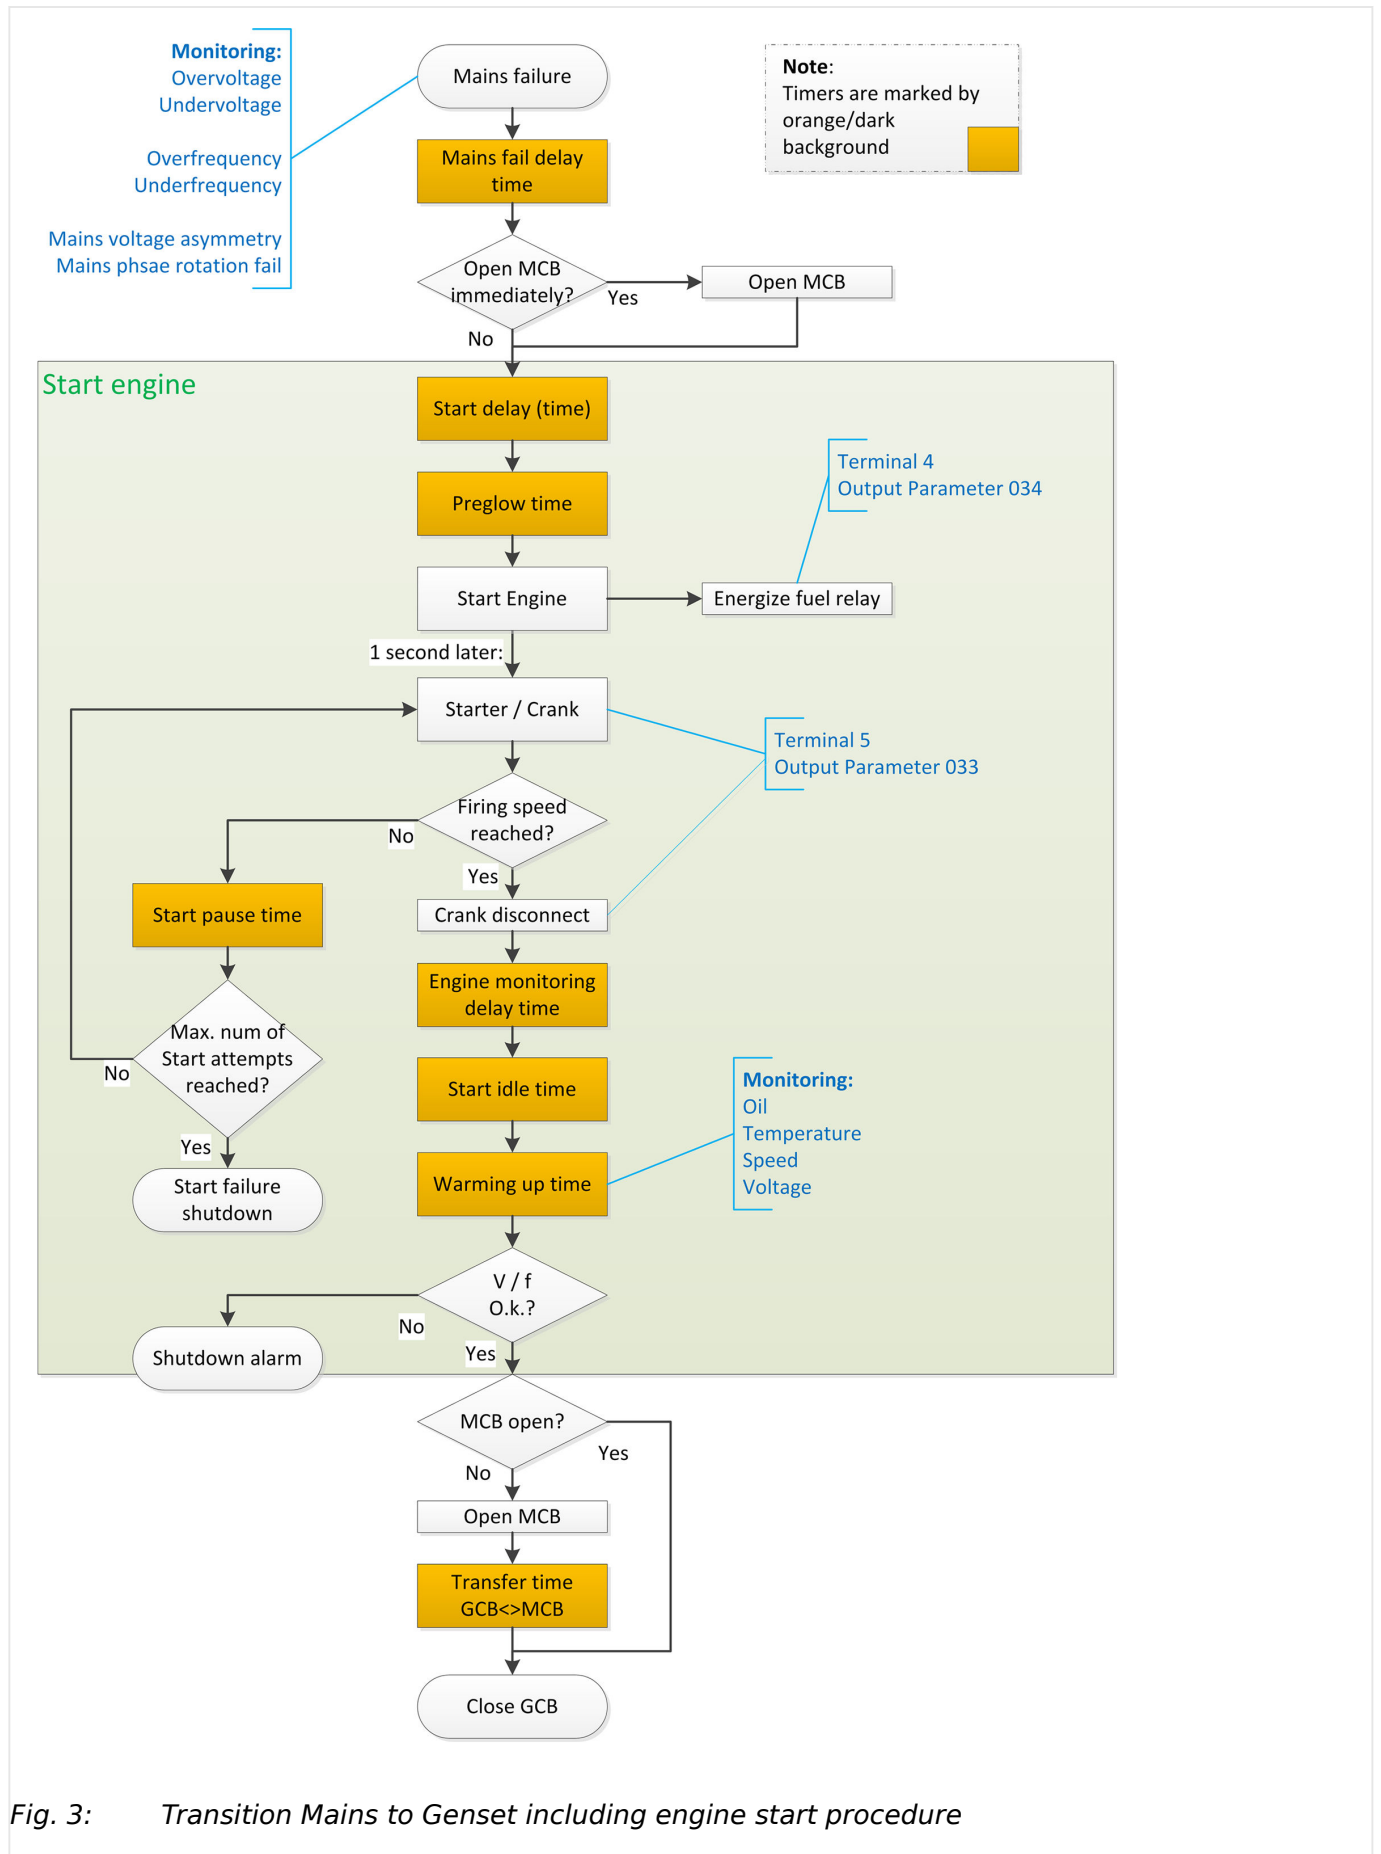 Monitoring:
Overvoltage
Undervoltage
Overfrequency
Underfrequency
Mains voltage asymmetry
Mains phsae rotation fail
Mains failure
Note:
Timers are marked by
orange/dark
background
Mains fail delay
time
Open MCB
immediately?
Yes
Open MCB
No
Start engine
Start delay (time)
Preglow time
Terminal 4
Output Parameter 034
Start Engine
Energize fuel relay
1 second later:
Starter / Crank
Terminal 5
Output Parameter 033
Firing speed
reached?
No
Yes
Start pause time
Crank disconnect
Engine monitoring
delay time
Max. num of
Start attempts
reached?
No
Yes
Start failure
shutdown
Start idle time
Monitoring:
Oil
Temperature
Speed
Voltage
Warming up time
V / f
O.k.?
No
Yes
Shutdown alarm
MCB open?
Yes
No
Open MCB
Transfer time
GCB<>MCB
Close GCB
Fig. 3: Transition Mains to Genset including engine start procedure